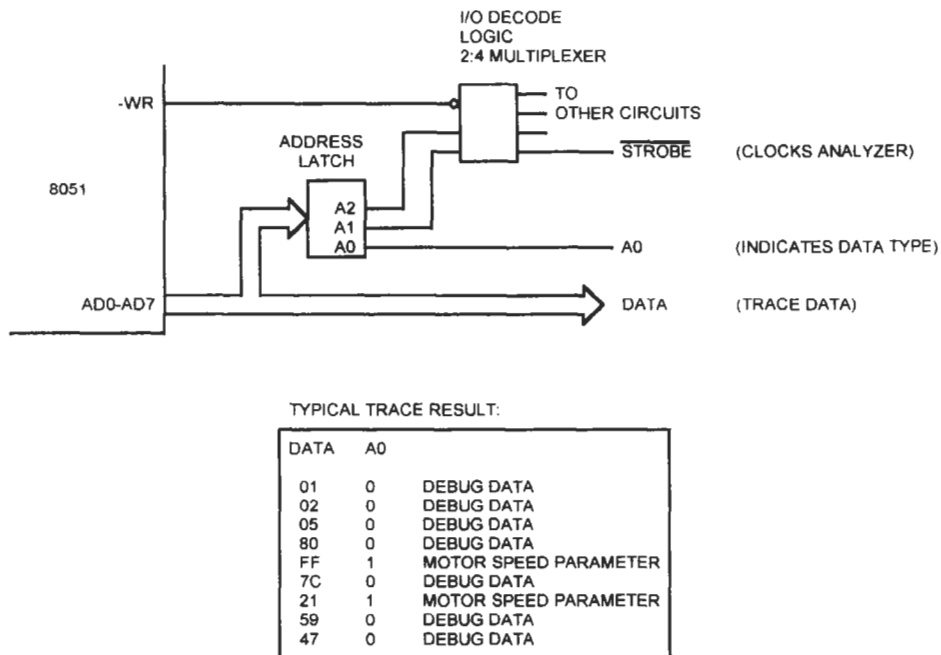 I/O DECODE
LOGIC
2:4 MULTIPLEXER
-WR
TO
OTHER CIRCUITS
ADDRESS
LATCH
STROBE (CLOCKS ANALYZER)
8051
A2
A1
A0
A0 (INDICATES DATA TYPE)
AD0-AD7
DATA (TRACE DATA)
TYPICAL TRACE RESULT:
DATA A0
01 0 DEBUG DATA
02 0 DEBUG DATA
05 0 DEBUG DATA
80 0 DEBUG DATA
FF 1 MOTOR SPEED PARAMETER
7C 0 DEBUG DATA
21 1 MOTOR SPEED PARAMETER
59 0 DEBUG DATA
47 0 DEBUG DATA